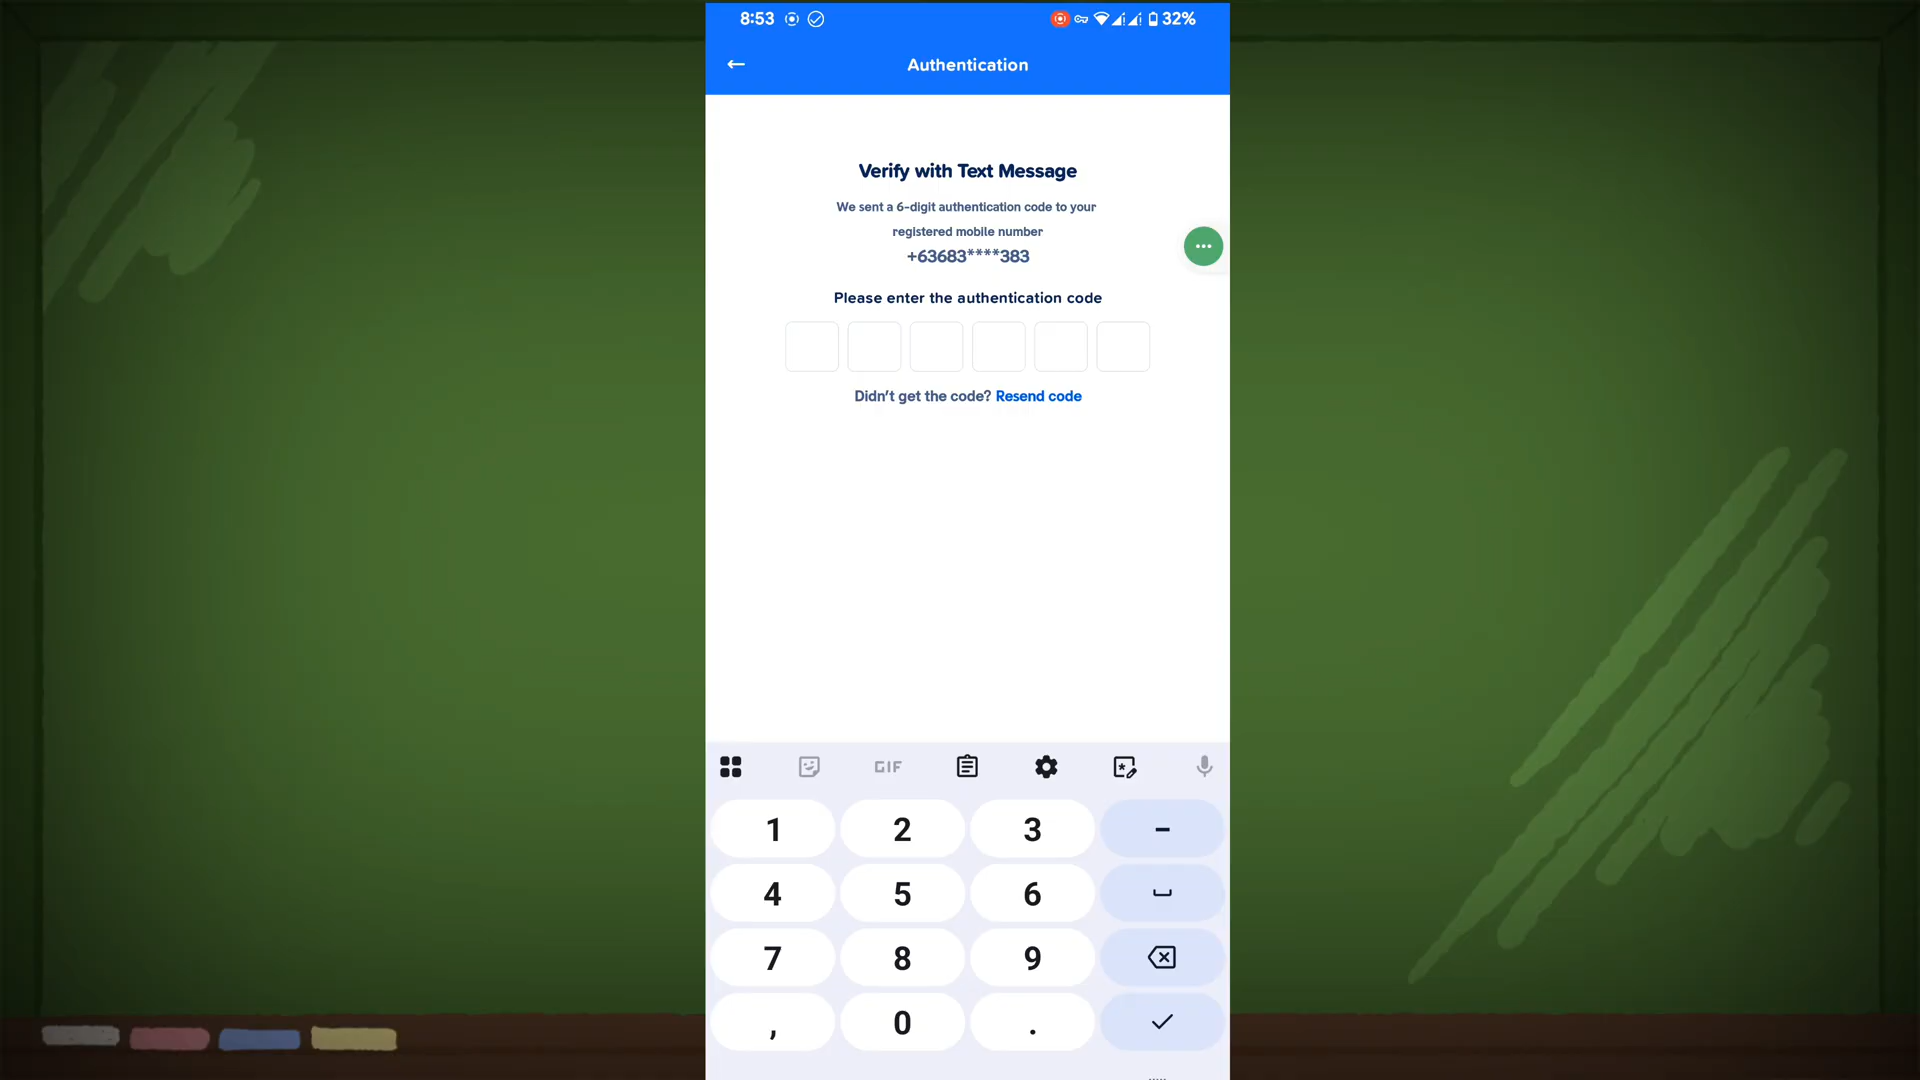 8:53 32%
Authentication
Verify with Text Message
We sent a 6-digit authentication code to your
registered mobile number
+63683****383
Please enter the authentication code
Didn't get the code? Resend code
GIF
1 2 3 -
4 5 6
7 8 9
, 0 .